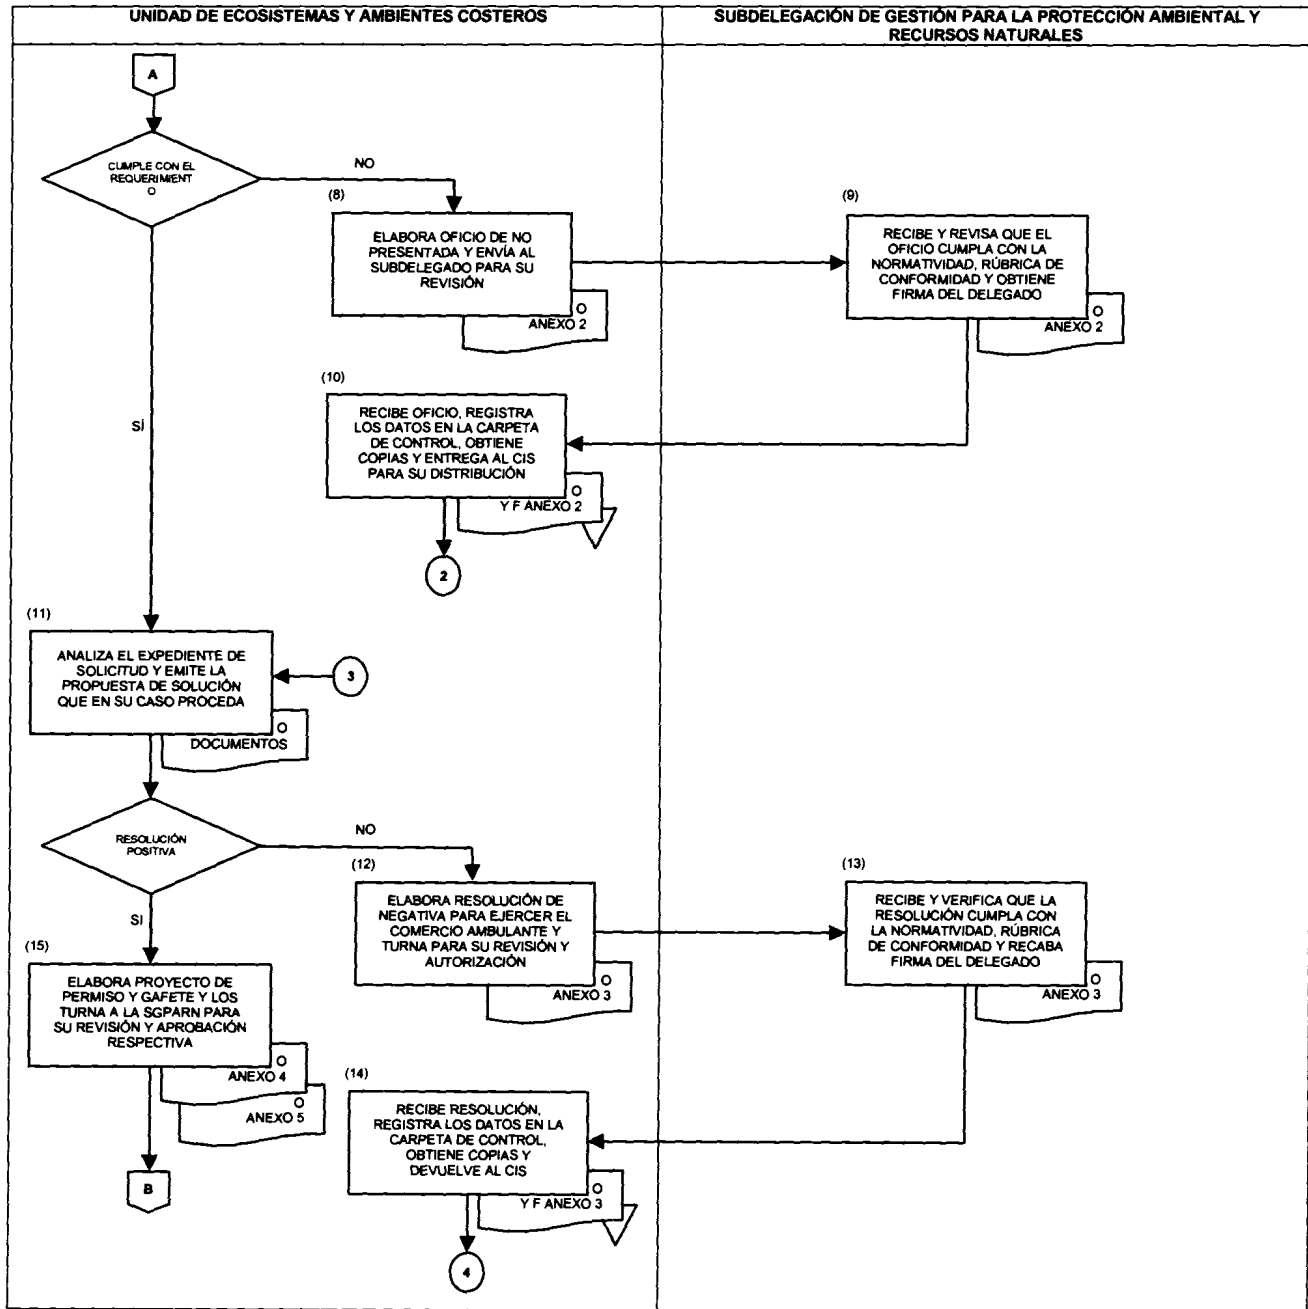 UNIDAD DE ECOSISTEMAS Y AMBIENTES COSTEROS
SUBDELEGACIÓN DE GESTIÓN PARA LA PROTECCIÓN AMBIENTAL Y
RECURSOS NATURALES
A
CUMPLE CON EL
REQUERIMIENT
O
NO
(8)
ELABORA OFICIO DE NO
PRESENTADA Y ENVÍA AL
SUBDELEGADO PARA SU
REVISIÓN
O
ANEXO 2
(9)
RECIBE Y REVISA QUE EL
OFICIO CUMPLA CON LA
NORMATIVIDAD, RÚBRICA DE
CONFORMIDAD Y OBTIENE
FIRMA DEL DELEGADO
O
ANEXO 2
(10)
RECIBE OFICIO, REGISTRA
LOS DATOS EN LA CARPETA
DE CONTROL, OBTIENE
COPIAS Y ENTREGA AL CIS
PARA SU DISTRIBUCIÓN
O
Y F ANEXO 2
2
SÍ
(11)
ANALIZA EL EXPEDIENTE DE
SOLICITUD Y EMITE LA
PROPUESTA DE SOLUCIÓN
QUE EN SU CASO PROCEDA
3
O
DOCUMENTOS
RESOLUCIÓN
POSITIVA
NO
(12)
ELABORA RESOLUCIÓN DE
NEGATIVA PARA EJERCER EL
COMERCIO AMBULANTE Y
TURNA PARA SU REVISIÓN Y
AUTORIZACIÓN
O
ANEXO 3
(13)
RECIBE Y VERIFICA QUE LA
RESOLUCIÓN CUMPLA CON
LA NORMATIVIDAD, RÚBRICA
DE CONFORMIDAD Y RECABA
FIRMA DEL DELEGADO
O
ANEXO 3
SI
(15)
ELABORA PROYECTO DE
PERMISO Y GAFETE Y LOS
TURNA A LA SGPARN PARA
SU REVISIÓN Y APROBACIÓN
RESPECTIVA
O
ANEXO 4
O
ANEXO 5
B
(14)
RECIBE RESOLUCIÓN,
REGISTRA LOS DATOS EN LA
CARPETA DE CONTROL,
OBTIENE COPIAS Y
DEVUELVE AL CIS
O
Y F ANEXO 3
4